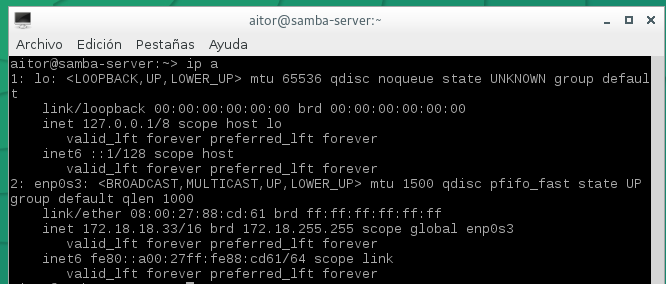 aitor@samba-server:~
Archivo Edición Pestañas Ayuda
aitor@samba-server:~> ip a
1: lo: <LOOPBACK,UP,LOWER_UP> mtu 65536 qdisc noqueue state UNKNOWN group defaul
t
    link/loopback 00:00:00:00:00:00 brd 00:00:00:00:00:00
    inet 127.0.0.1/8 scope host lo
       valid_lft forever preferred_lft forever
    inet6 ::1/128 scope host
       valid_lft forever preferred_lft forever
2: enp0s3: <BROADCAST,MULTICAST,UP,LOWER_UP> mtu 1500 qdisc pfifo_fast state UP
group default qlen 1000
    link/ether 08:00:27:88:cd:61 brd ff:ff:ff:ff:ff:ff
    inet 172.18.18.33/16 brd 172.18.255.255 scope global enp0s3
       valid_lft forever preferred_lft forever
    inet6 fe80::a00:27ff:fe88:cd61/64 scope link
       valid_lft forever preferred_lft forever